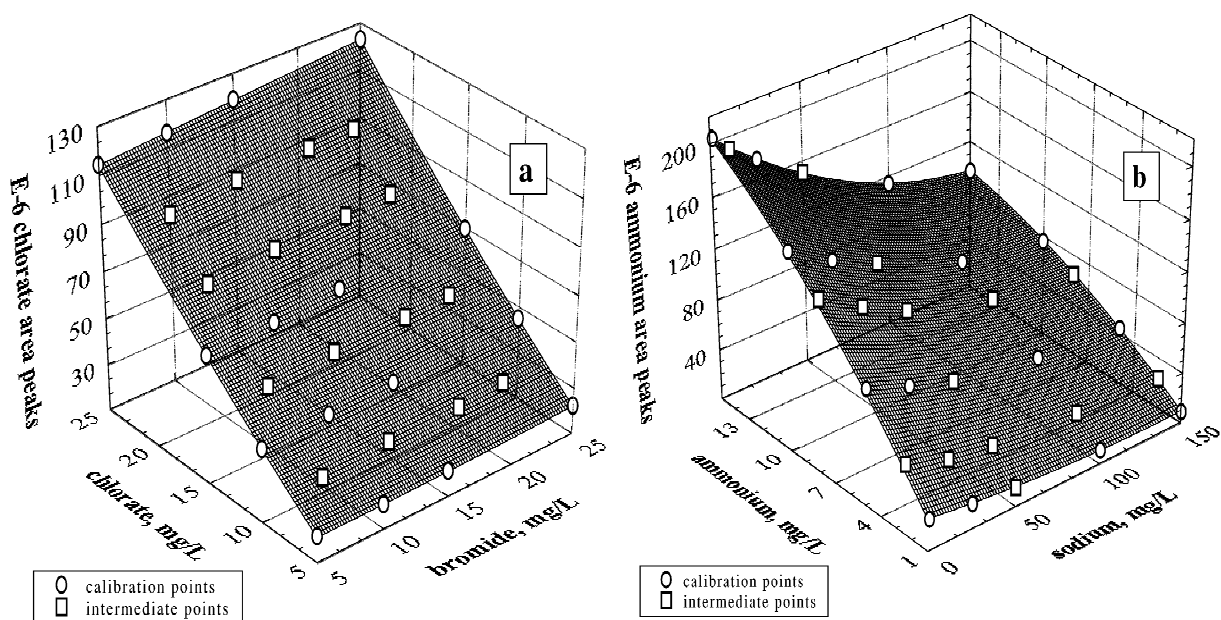 a
130
110
90
70
50
30
E-6 chlorate area peaks
25
20
15
10
5
chlorate, mg/L
5
10
15
20
25
bromide, mg/L
calibration points
intermediate points
b
200
160
120
80
40
E-6 ammonium area peaks
13
10
7
4
1
ammonium, mg/L
0
50
100
150
sodium, mg/L
calibration points
intermediate points